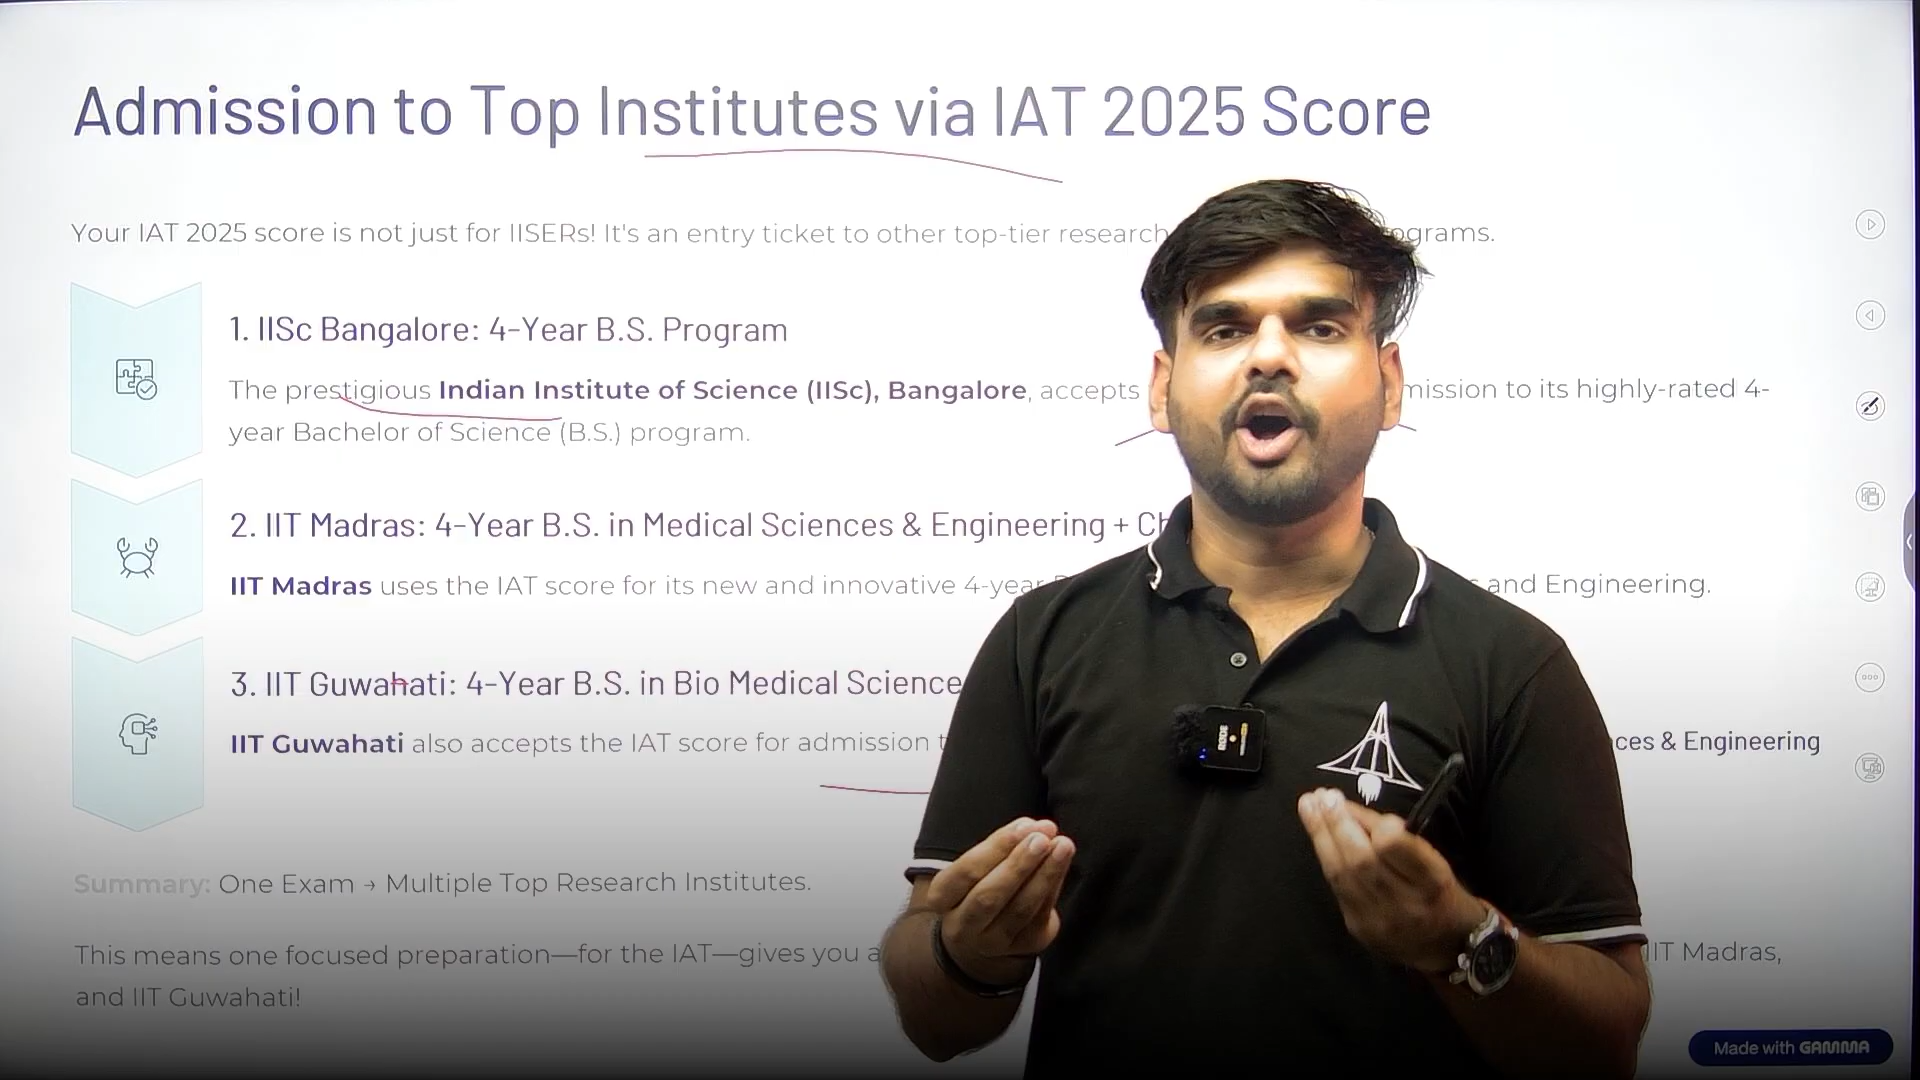 Admission to Top Institutes via IAT 2025 Score
Your IAT 2025 score is not just for IISERs! It's an entry ticket to other top-tier research
1. IISc Bangalore: 4-Year B.S. Program
The prestigious Indian Institute of Science (IISc), Bangalore, accepts to its highly-rated 4-
year Bachelor of Science (B.S.) program.
2. IIT Madras: 4-Year B.S. in Medical Sciences & Engineering +
IIT Madras uses the IAT score for its new and innovative 4-year and Engineering.
3. IIT Guwahati: 4-Year B.S. in Bio Medical Science
IIT Guwahati also accepts the IAT score for admission & Engineering
Summary: One Exam → Multiple Top Research Institutes.
This means one focused preparation—for the IAT—gives you IIT Madras,
and IIT Guwahati!
RODE
Made with GAMMA